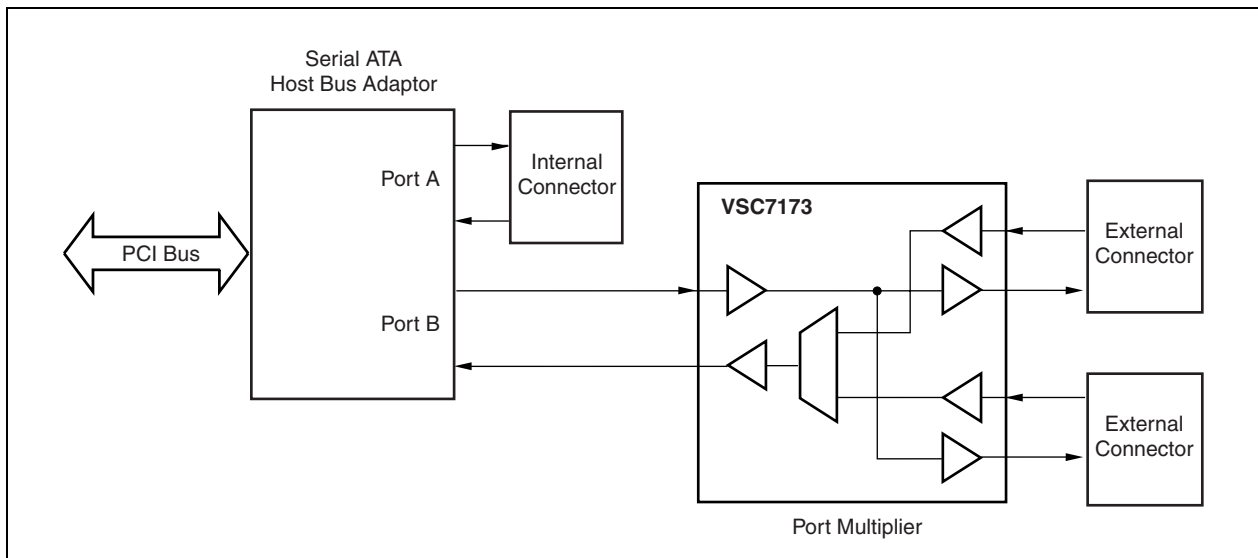 Serial ATA
Host Bus Adaptor
Port A
Internal
Connector
VSC7173
External
Connector
PCI Bus
Port B
External
Connector
Port Multiplier